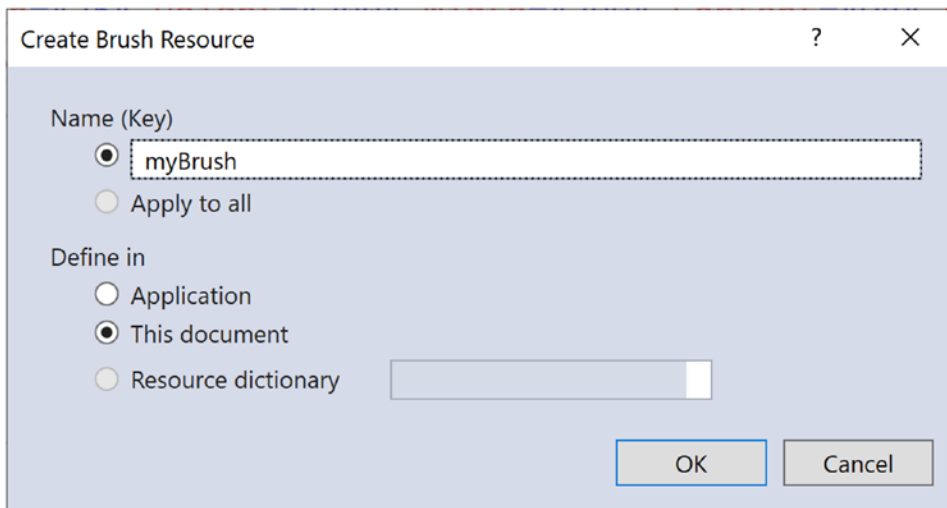 Create Brush Resource
?
Name (Key)
myBrush
Apply to all
Define in
Application
This document
Resource dictionary
OK
Cancel